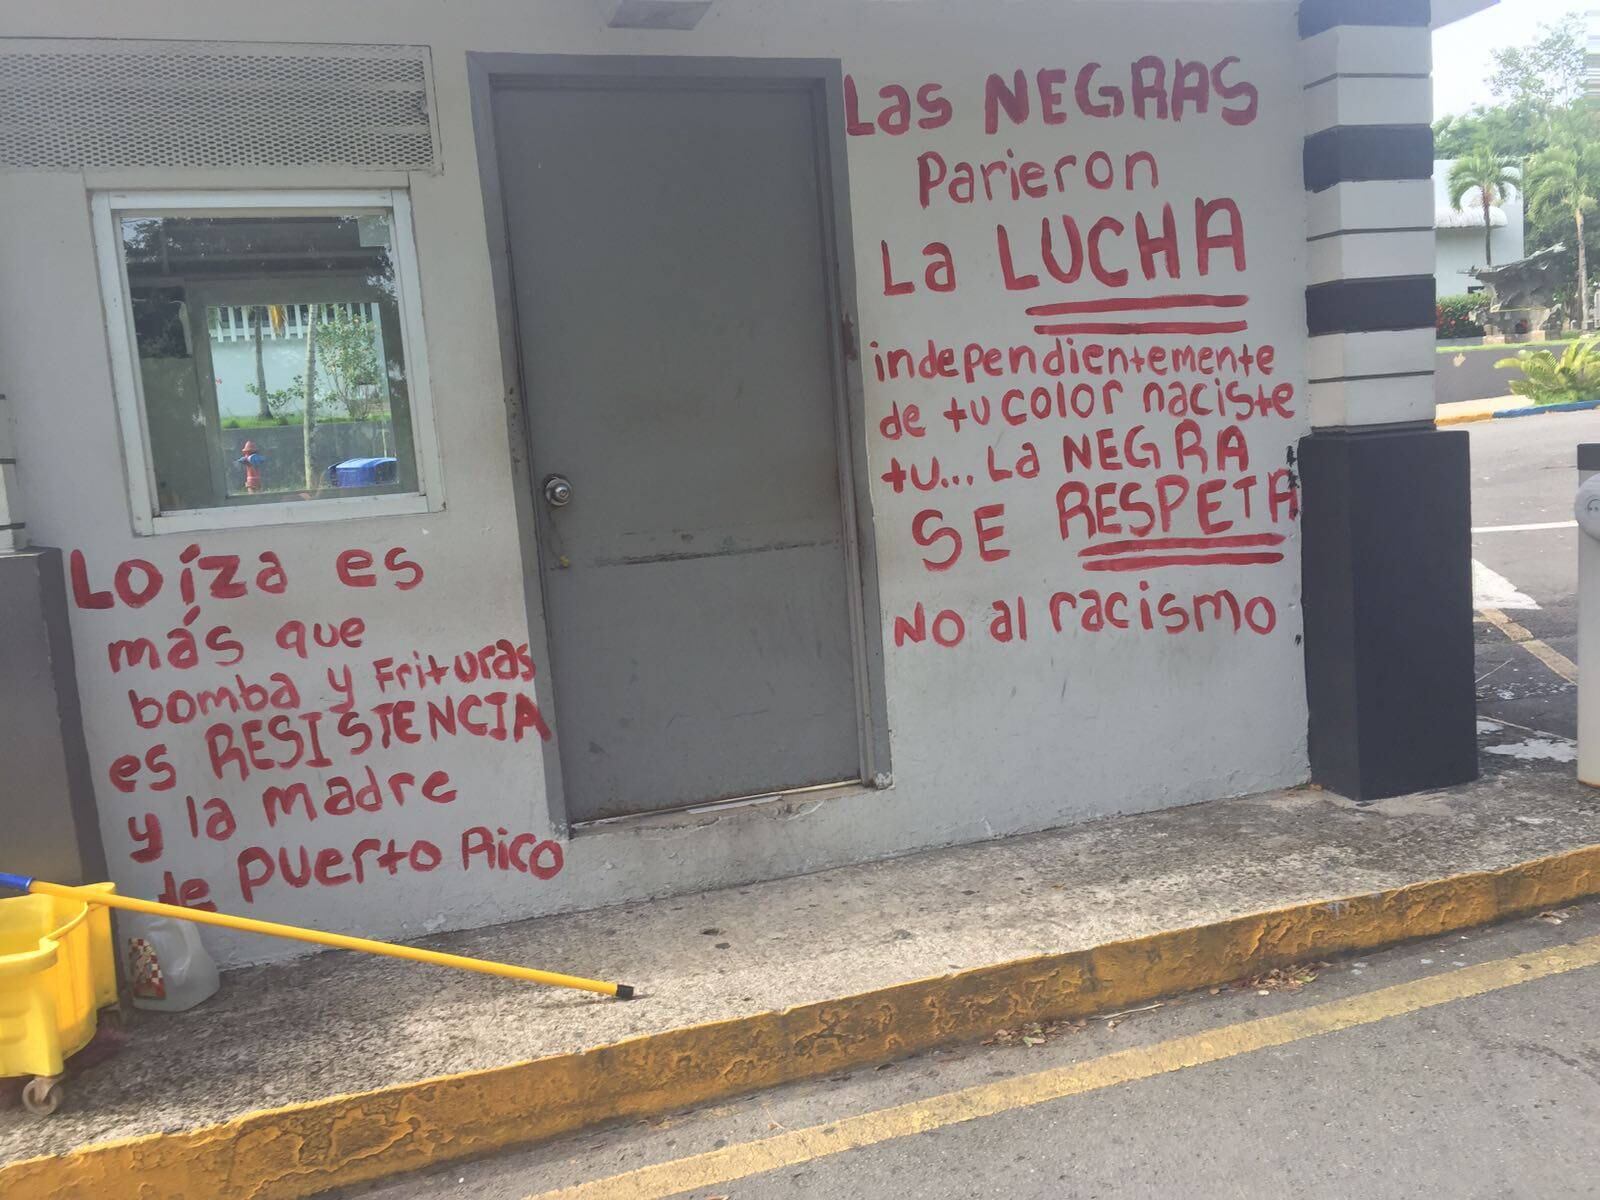 Loíza es
más que
bomba y Frituras
es RESISTENCIA
y la madre
de Puerto Rico
Las NEGRAS
Parieron
La LUCHA
independientemente
de tu color naciste
tu... La NEGRA
SE RESPETA
No al racismo